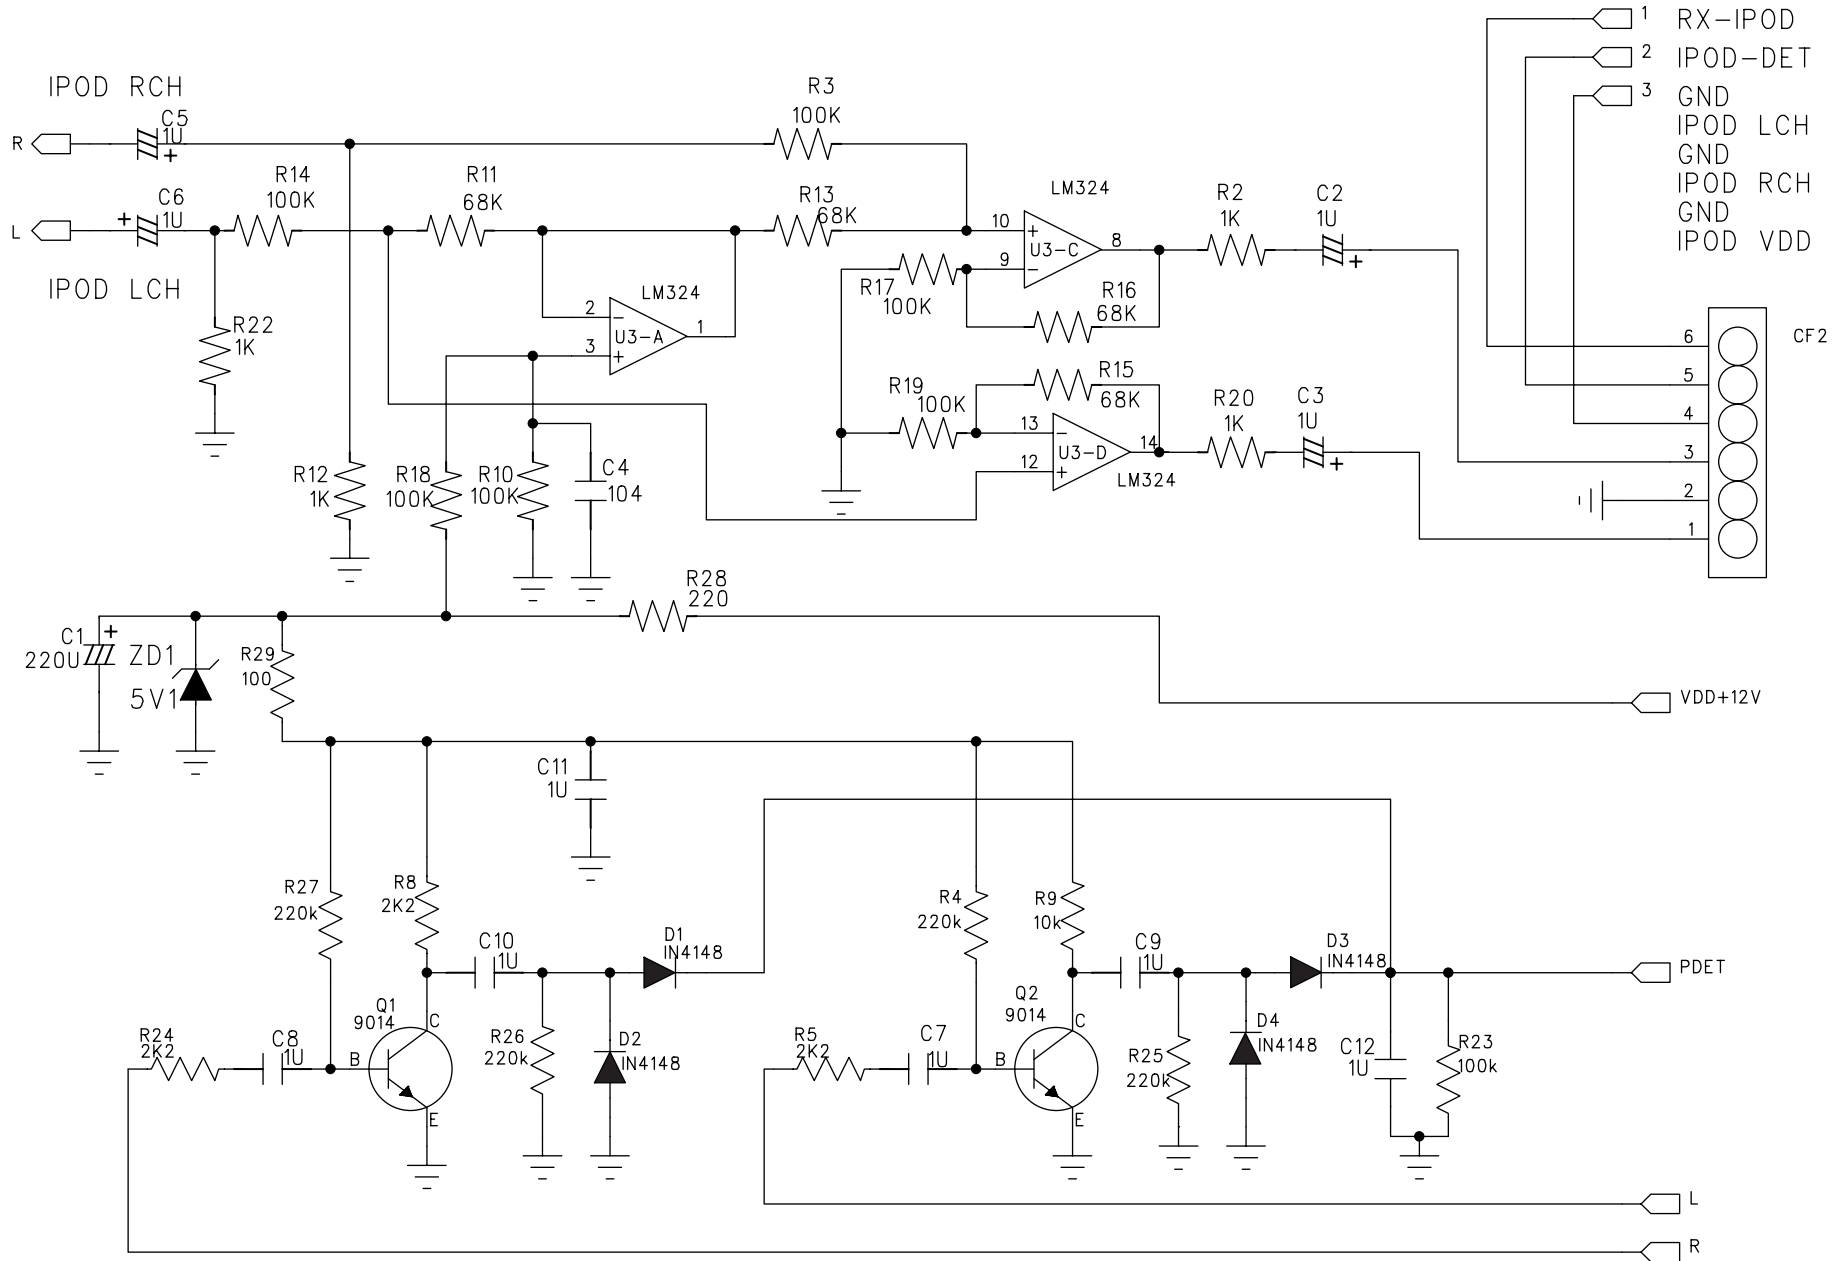 1 RX-IPOD
2 IPOD-DET
3 GND
IPOD LCH
GND
IPOD RCH
GND
IPOD VDD
IPOD RCH
R
C5
1U
+
R3
100K
L
+
C6
1U
IPOD LCH
R14
100K
R11
68K
R13
68K
LM324
10 +
9 -
U3-C
8
R2
1K
C2
1U
+
R17
100K
R16
68K
R22
1K
LM324
2 -
3 +
U3-A
1
R19
100K
R15
68K
13 -
12 +
U3-D
14
LM324
R20
1K
C3
1U
+
CF2
6
5
4
3
2
1
R12
1K
R18
100K
R10
100K
C4
104
R28
220
C1
220U
+
ZD1
5V1
R29
100
VDD+12V
C11
1U
R27
220k
R8
2K2
C10
1U
D1
IN4148
R4
220k
R9
10k
C9
1U
D3
IN4148
PDET
R24
2K2
C8
1U
Q1
9014
B
C
E
R26
220k
D2
IN4148
R5
2K2
C7
1U
Q2
9014
B
C
E
R25
220k
D4
IN4148
C12
1U
R23
100k
L
R